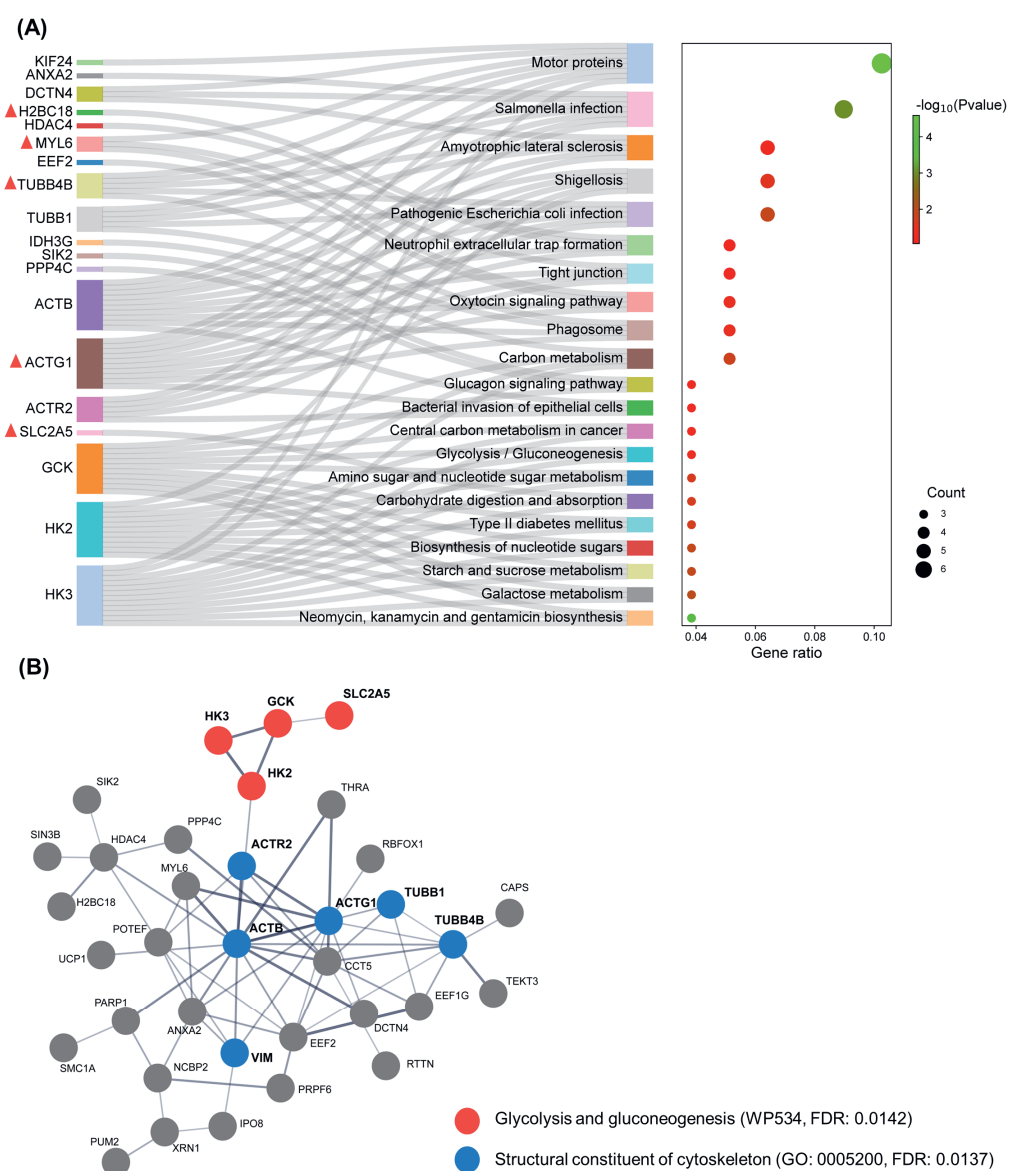 (A)
KIF24
ANXA2
DCTN4
H2BC18
HDAC4
MYL6
EEF2
TUBB4B
TUBB1
IDH3G
SIK2
PPP4C
ACTB
ACTG1
ACTR2
SLC2A5
GCK
HK2
HK3
Motor proteins
Salmonella infection
Amyotrophic lateral sclerosis
Shigellosis
Pathogenic Escherichia coli infection
Neutrophil extracellular trap formation
Tight junction
Oxytocin signaling pathway
Phagosome
Carbon metabolism
Glucagon signaling pathway
Bacterial invasion of epithelial cells
Central carbon metabolism in cancer
Glycolysis / Gluconeogenesis
Amino sugar and nucleotide sugar metabolism
Carbohydrate digestion and absorption
Type II diabetes mellitus
Biosynthesis of nucleotide sugars
Starch and sucrose metabolism
Galactose metabolism
Neomycin, kanamycin and gentamicin biosynthesis
0.04 0.06 0.08 0.10
Gene ratio
-log10(Pvalue)
4
3
2
Count
3
4
5
6
(B)
SLC2A5
GCK
HK3
HK2
THRA
SIK2
PPP4C
SIN3B
HDAC4
ACTR2
RBFOX1
MYL6
TUBB1
CAPS
H2BC18
ACTG1
TUBB4B
POTEF
ACTB
UCP1
CCT5
TEKT3
EEF1G
PARP1
DCTN4
ANXA2
EEF2
VIM
RTTN
SMC1A
NCBP2
PRPF6
IPO8
XRN1
PUM2
Glycolysis and gluconeogenesis (WP534, FDR: 0.0142)
Structural constituent of cytoskeleton (GO: 0005200, FDR: 0.0137)